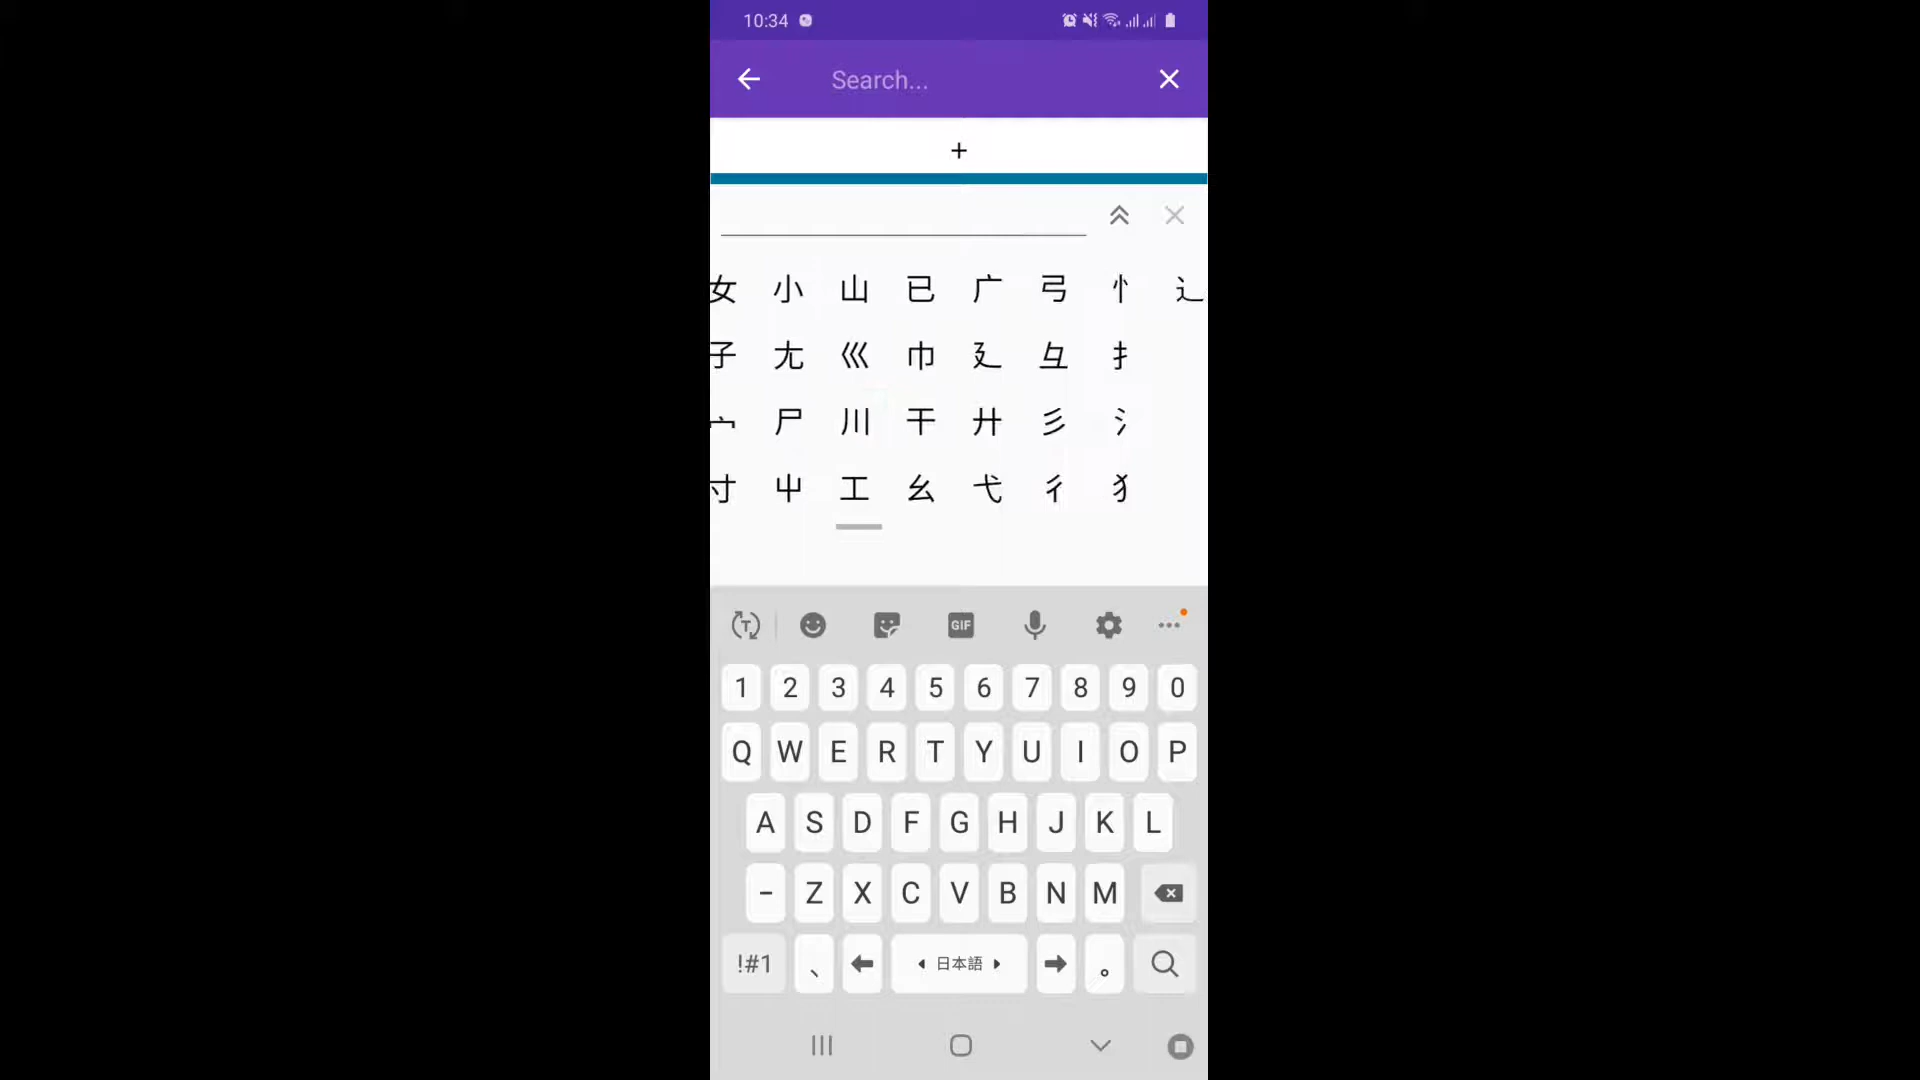 10:34
Search...
+
女 小 山 已 广 弓 忄 辶
子 尢 巛 巾 廴 彑 扌
宀 尸 川 干 廾 彡 氵
寸 屮 工 幺 弋 彳 犭
GIF
1 2 3 4 5 6 7 8 9 0
Q W E R T Y U I O P
A S D F G H J K L
- Z X C V B N M
!#1 、 日本語 。